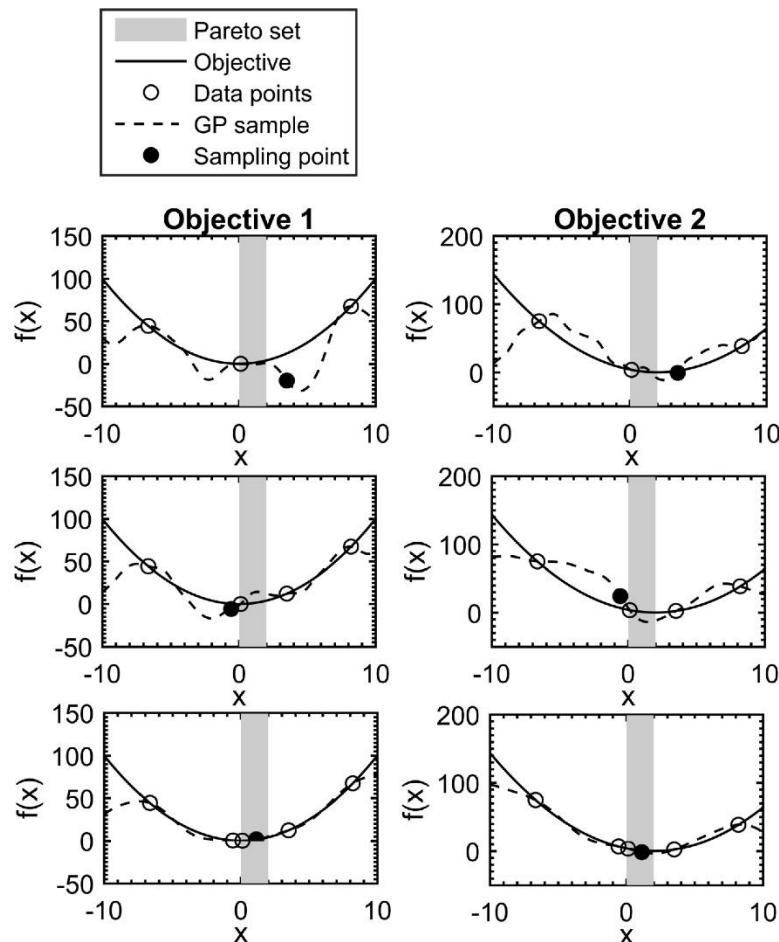 Pareto set
Objective
Data points
GP sample
Sampling point
Objective 1
Objective 2
150
100
50
0
-50
f(x)
-10
0
10
x
200
100
0
f(x)
-10
0
10
x
150
100
50
0
-50
f(x)
-10
0
10
x
200
100
0
f(x)
-10
0
10
x
150
100
50
0
-50
f(x)
-10
0
10
x
200
100
0
f(x)
-10
0
10
x